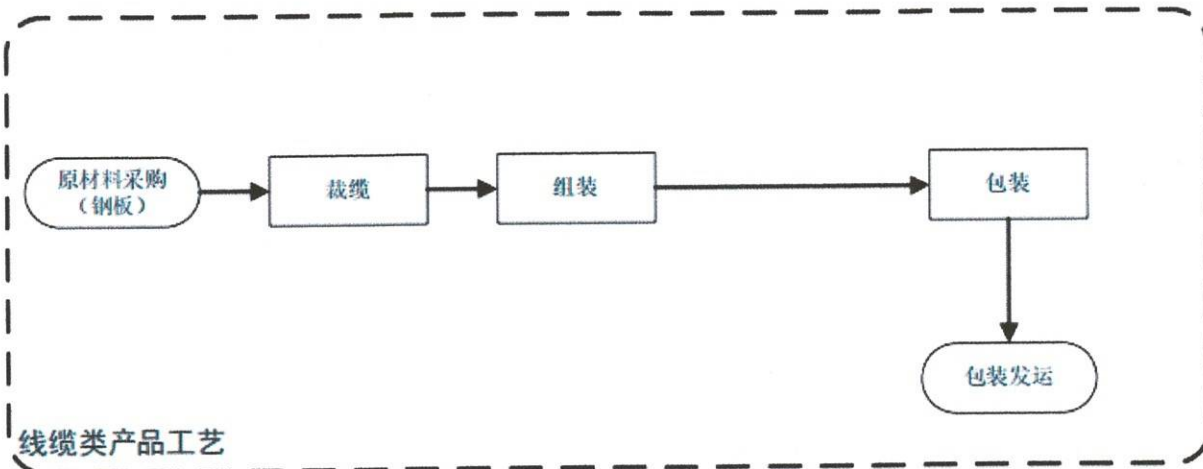 原材料采购
（钢板）
裁缆
组装
包装
包装发运
线缆类产品工艺